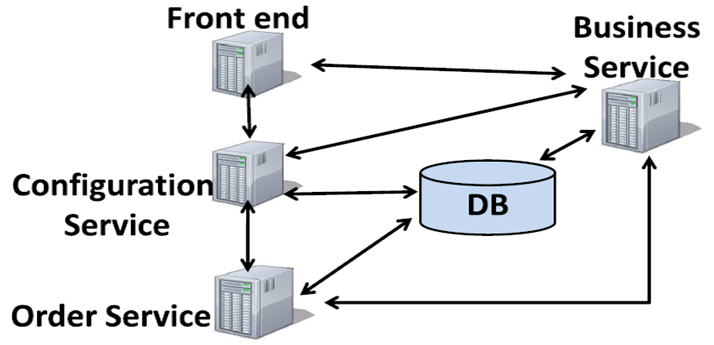 Front end
Business
Service
Configuration
Service
DB
Order Service